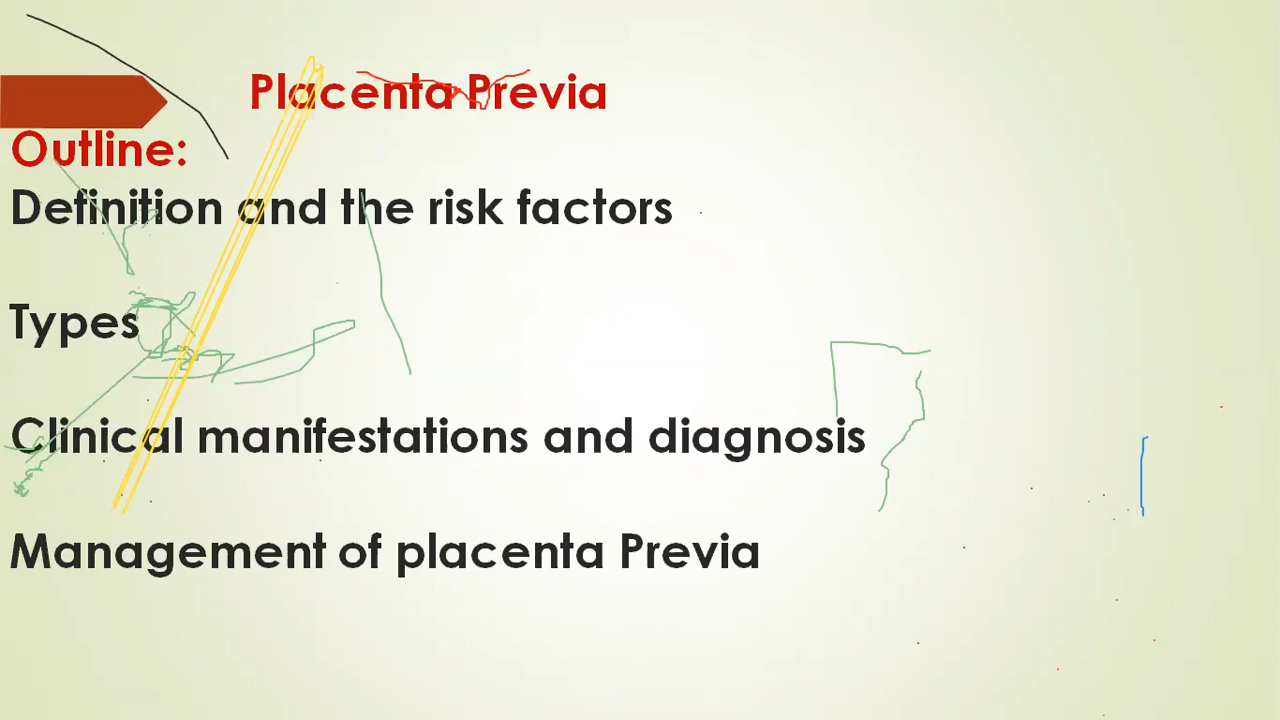 Placenta Previa
Outline:
Definition and the risk factors
Types
Clinical manifestations and diagnosis
Management of placenta Previa